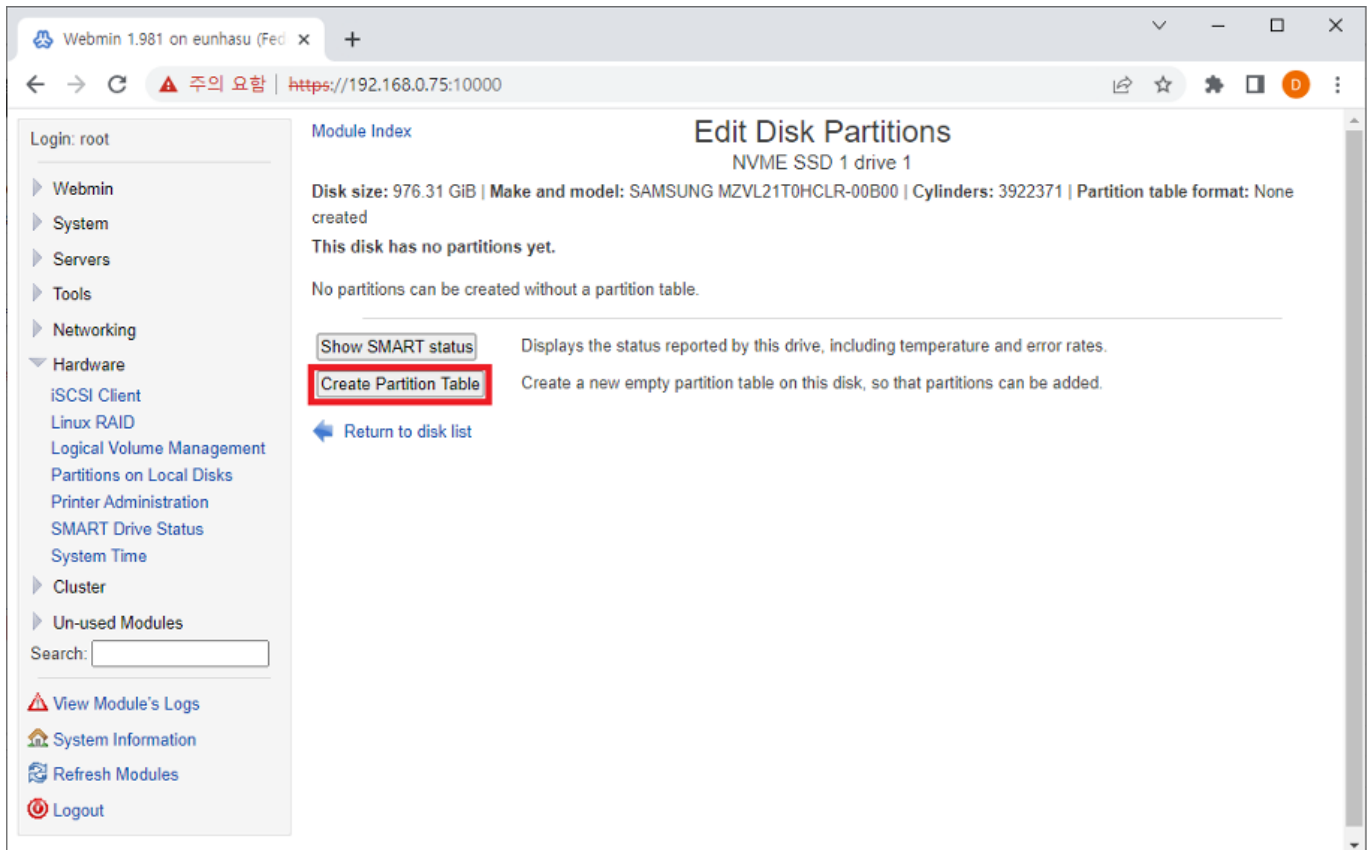 Webmin 1.981 on eunhasu (Fed
주의 요함 | https://192.168.0.75:10000
D
Login: root
Webmin
System
Servers
Tools
Networking
Hardware
iSCSI Client
Linux RAID
Logical Volume Management
Partitions on Local Disks
Printer Administration
SMART Drive Status
System Time
Cluster
Un-used Modules
Search:
View Module's Logs
System Information
Refresh Modules
Logout
Module Index
Edit Disk Partitions
NVME SSD 1 drive 1
Disk size: 976.31 GiB | Make and model: SAMSUNG MZVL21T0HCLR-00B00 | Cylinders: 3922371 | Partition table format: None
created
This disk has no partitions yet.
No partitions can be created without a partition table.
Show SMART status Displays the status reported by this drive, including temperature and error rates.
Create Partition Table Create a new empty partition table on this disk, so that partitions can be added.
Return to disk list